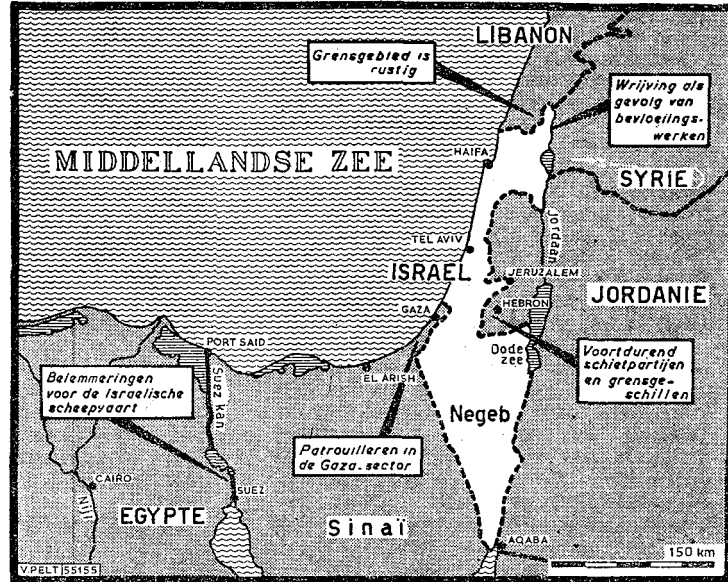 LIBANON
Grensgebied is
rustig
Wrijving als
gevolg van
bevloeiings-
werken
HAIFA
MIDDELLANDSE ZEE
SYRIE
Jordaan
TEL AVIV
ISRAEL
JERUZALEM
HEBRON
JORDANIE
GAZA
PORT SAID
Dode
zee
Voortdurend
schietpartijen
en grensge-
schillen
Belemmeringen
voor de Israelische
scheepvaart
Suez kan
EL ARISH
Negeb
Patrouilleren in
de Gaza-sector
CAIRO
Nijl
SUEZ
EGYPTE
Sinaï
AQABA
150 km
V.PELT 55155